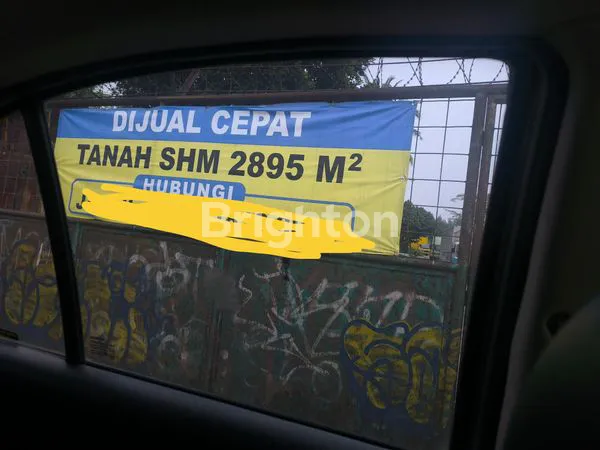 DIJUAL CEPAT
TANAH SHM 2895 M²
HUBUNGI
Brighton